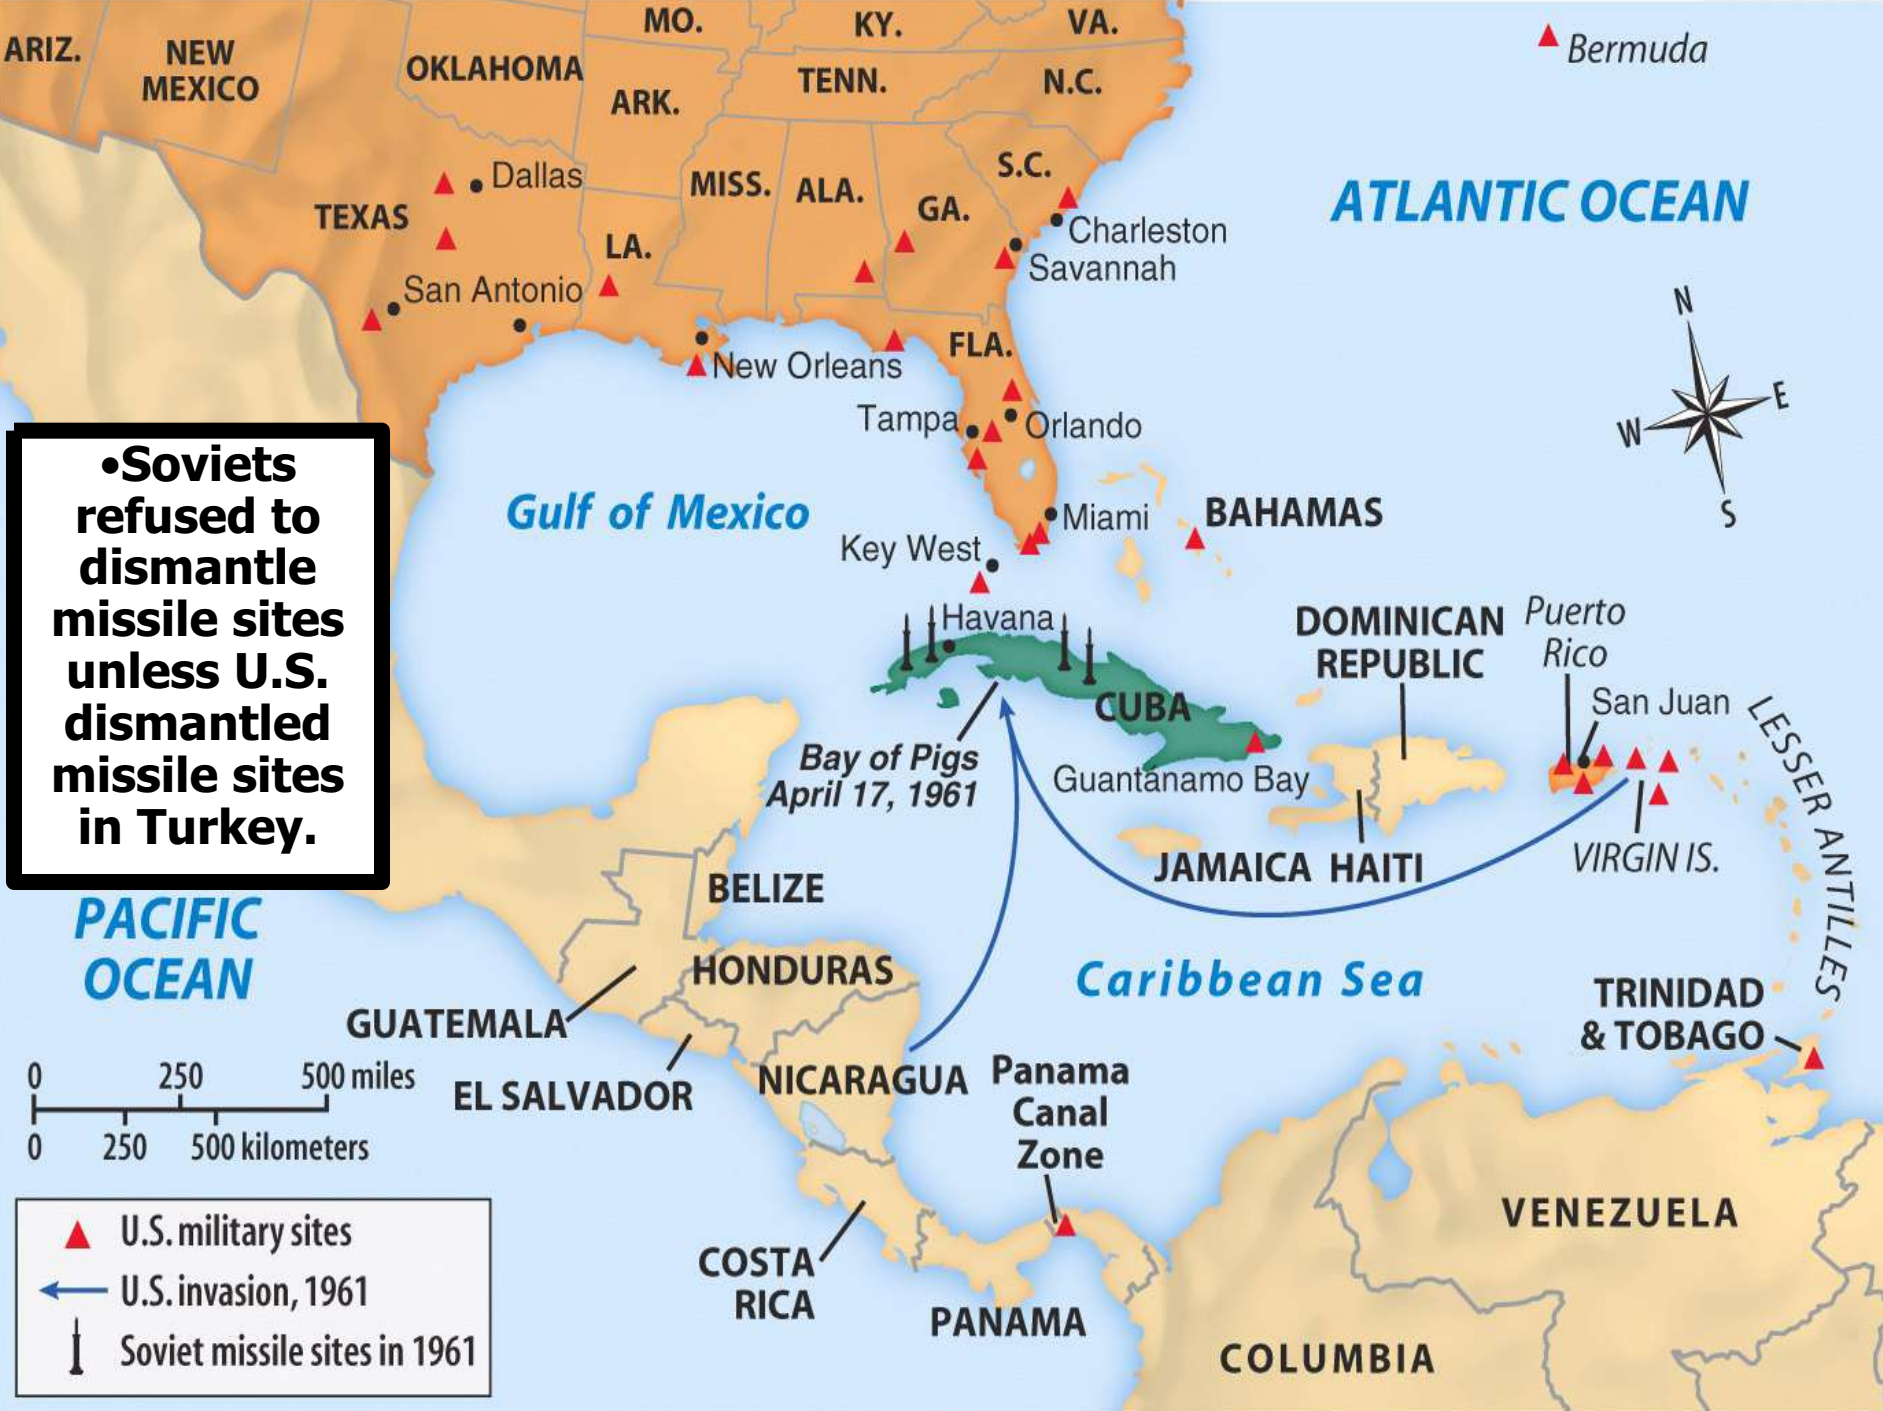 MO.
KY.
VA.
ARIZ.
NEW
MEXICO
OKLAHOMA
ARK.
TENN.
N.C.
Bermuda
Dallas
TEXAS
MISS.
ALA.
GA.
S.C.
LA.
Charleston
Savannah
ATLANTIC OCEAN
San Antonio
New Orleans
FLA.
Tampa
Orlando
N
E
W
S
•Soviets
refused to
dismantle
missile sites
unless U.S.
dismantled
missile sites
in Turkey.
Gulf of Mexico
Miami
BAHAMAS
Key West
Havana
CUBA
DOMINICAN
REPUBLIC
Puerto
Rico
San Juan
LESSER ANTILLES
Bay of Pigs
April 17, 1961
Guantánamo Bay
JAMAICA
HAITI
VIRGIN IS.
PACIFIC
OCEAN
BELIZE
HONDURAS
Caribbean Sea
GUATEMALA
EL SALVADOR
NICARAGUA
Panama
Canal
Zone
TRINIDAD
& TOBAGO
0 250 500 miles
0 250 500 kilometers
U.S. military sites
U.S. invasion, 1961
Soviet missile sites in 1961
COSTA
RICA
PANAMA
VENEZUELA
COLUMBIA